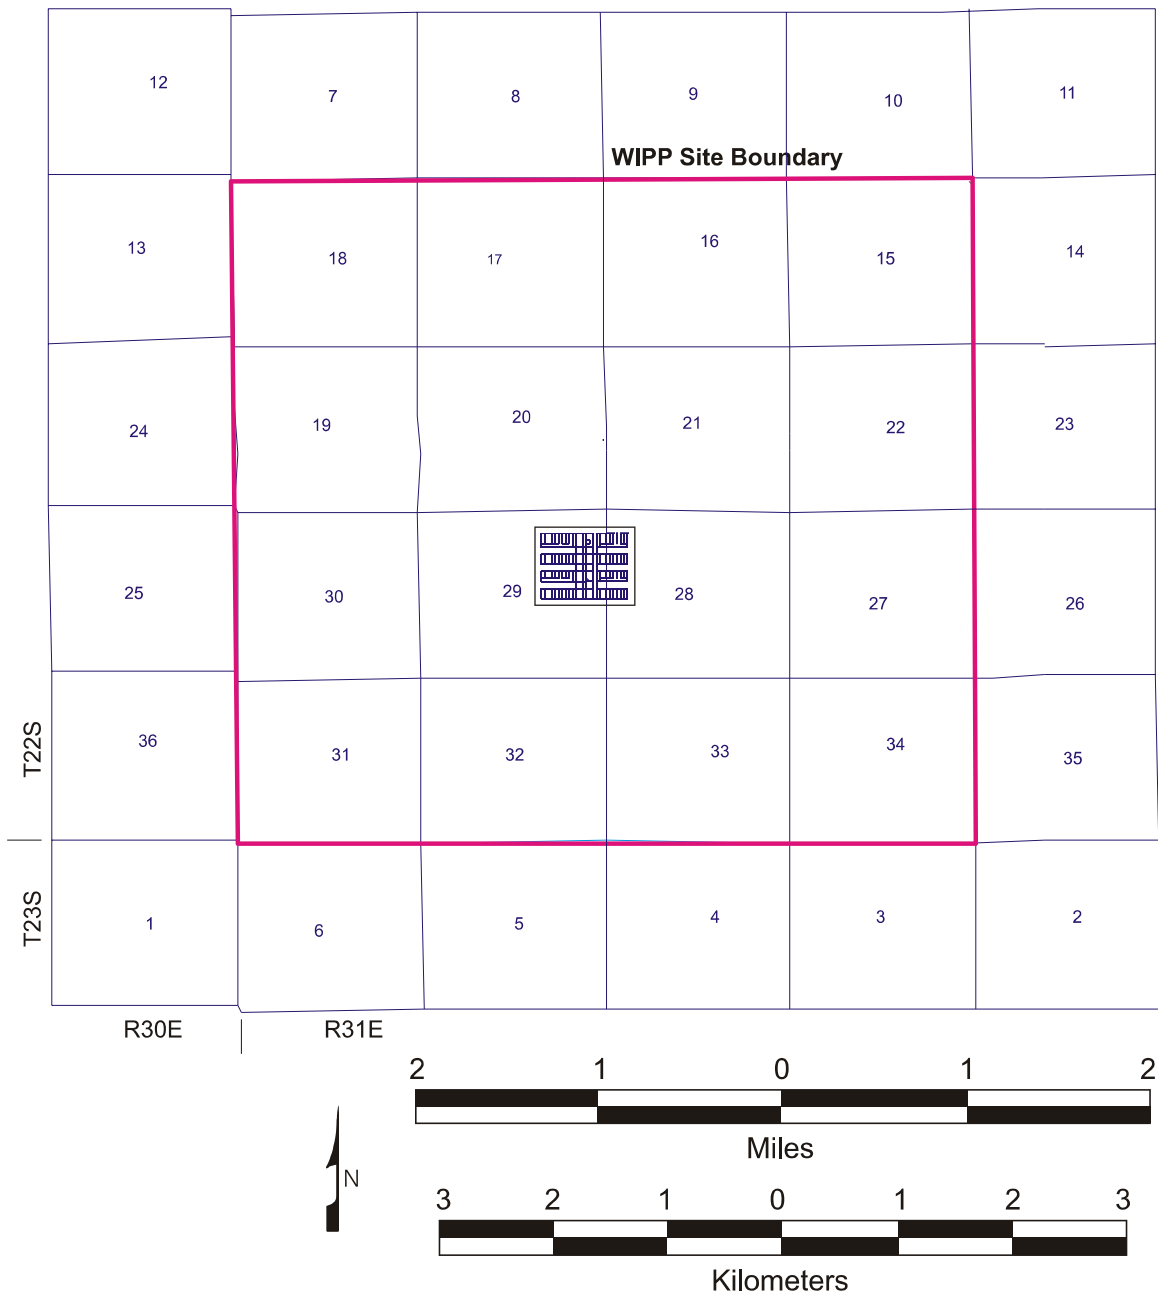 12 7 8 9 10 11
WIPP Site Boundary
13 18 17 16 15 14
24 19 20 21 22 23
25 30 29 28 27 26
T22S
36 31 32 33 34 35
T23S
1 6 5 4 3 2
R30E R31E
2 1 0 1 2
Miles
N
3 2 1 0 1 2 3
Kilometers